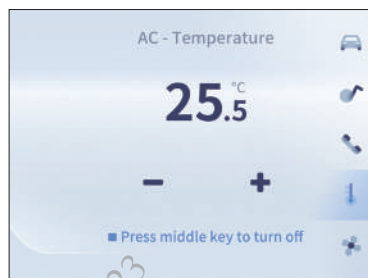 AC - Temperature
25.5 °C
− +
■ Press middle key to turn off